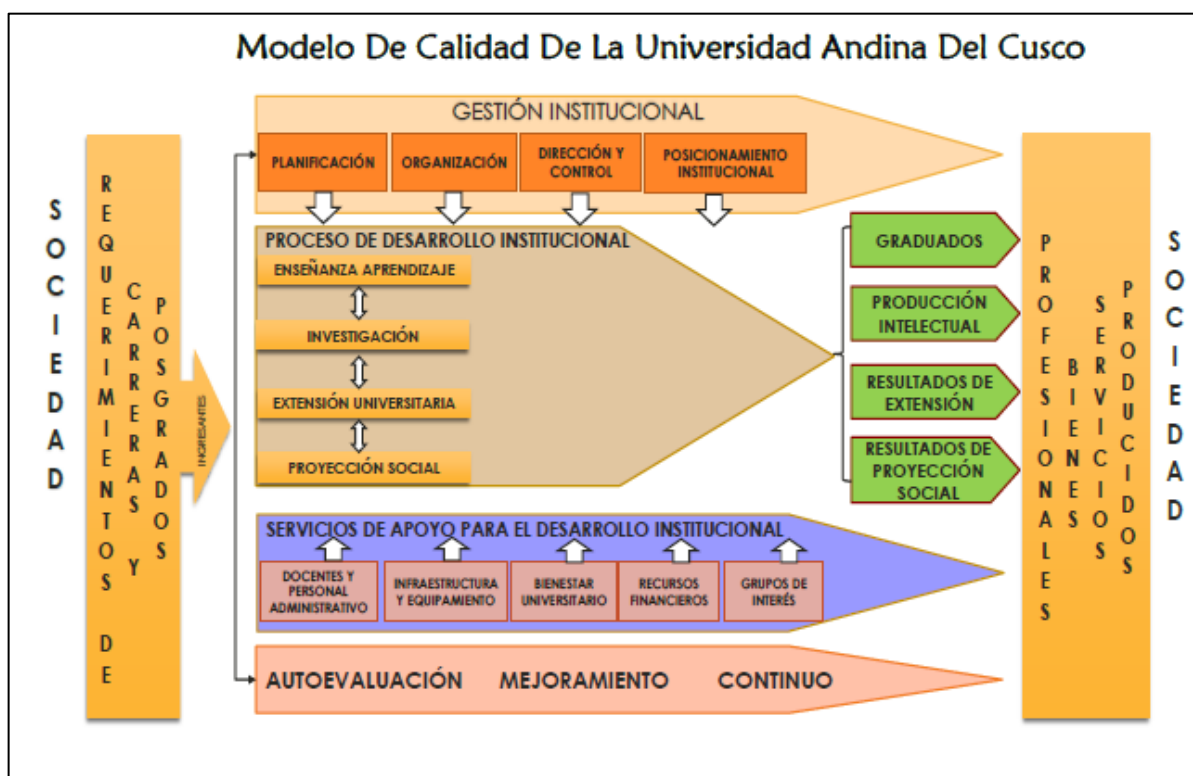 Modelo De Calidad De La Universidad Andina Del Cusco
SOCIEDAD
REQUERIMIENTOS DE
CARRERAS Y
POSGRADOS
INGRESANTES
GESTIÓN INSTITUCIONAL
PLANIFICACIÓN
ORGANIZACIÓN
DIRECCIÓN Y
CONTROL
POSICIONAMIENTO
INSTITUCIONAL
PROCESO DE DESARROLLO INSTITUCIONAL
ENSEÑANZA APRENDIZAJE
INVESTIGACIÓN
EXTENSIÓN UNIVERSITARIA
PROYECCIÓN SOCIAL
GRADUADOS
PRODUCCIÓN
INTELECTUAL
RESULTADOS DE
EXTENSIÓN
RESULTADOS DE
PROYECCIÓN
SOCIAL
SERVICIOS DE APOYO PARA EL DESARROLLO INSTITUCIONAL
DOCENTES Y
PERSONAL
ADMINISTRATIVO
INFRAESTRUCTURA
Y EQUIPAMIENTO
BIENESTAR
UNIVERSITARIO
RECURSOS
FINANCIEROS
GRUPOS DE
INTERÉS
AUTOEVALUACIÓN MEJORAMIENTO CONTINUO
PROFESIONALES
BIENES
SERVICIOS
PRODUCIDOS
SOCIEDAD